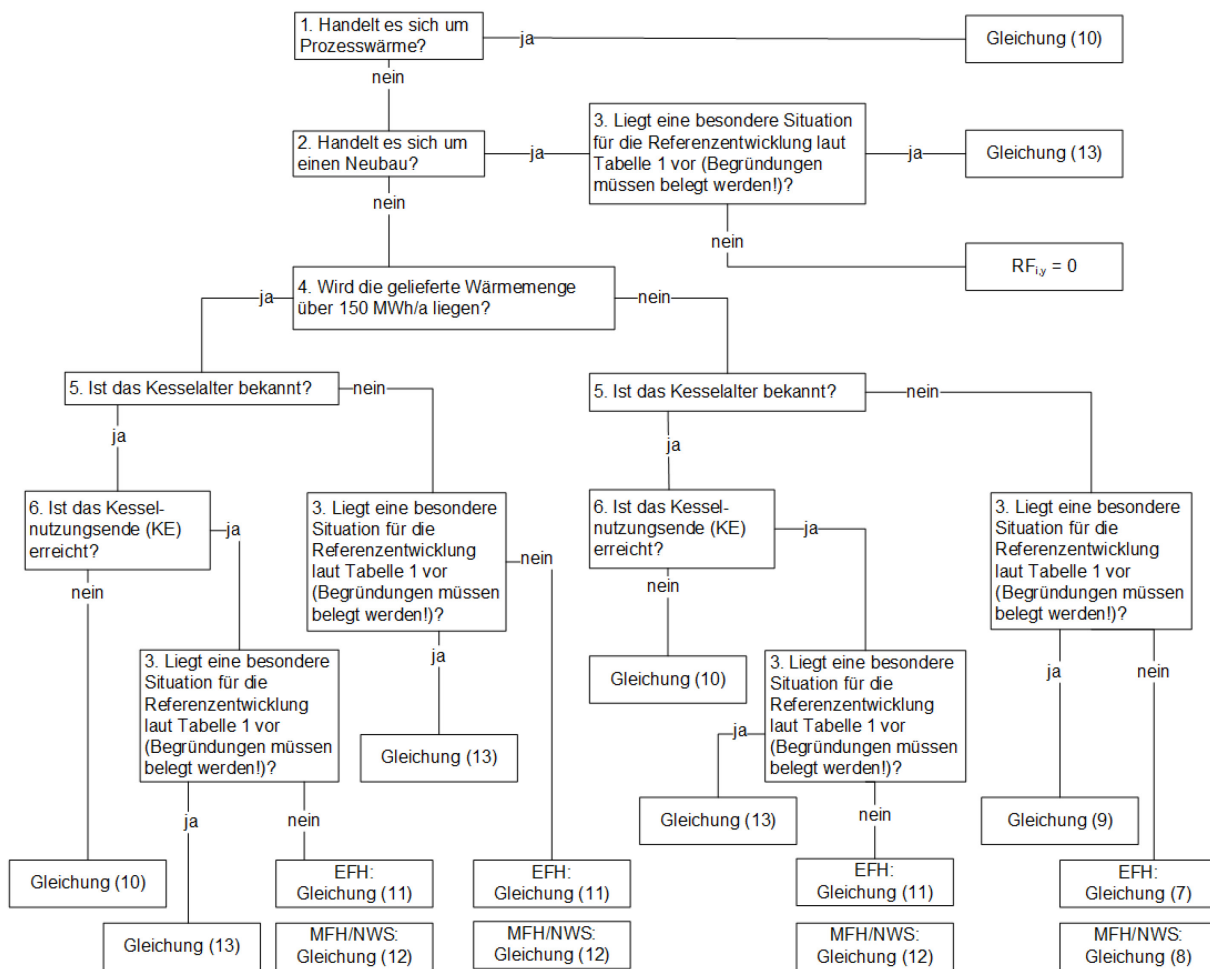 1. Handelt es sich um
Prozesswärme?
ja
Gleichung (10)
nein
2. Handelt es sich um
einen Neubau?
ja
3. Liegt eine besondere Situation
für die Referenzentwicklung laut
Tabelle 1 vor (Begründungen
müssen belegt werden!)?
ja
Gleichung (13)
nein
nein
RFi,y = 0
4. Wird die gelieferte Wärmemenge
über 150 MWh/a liegen?
ja
nein
5. Ist das Kesselalter bekannt?
nein
ja
6. Ist das Kessel-
nutzungsende (KE)
erreicht?
ja
nein
3. Liegt eine besondere
Situation für die
Referenzentwicklung
laut Tabelle 1 vor
(Begründungen müssen
belegt werden!)?
nein
ja
Gleichung (13)
3. Liegt eine besondere
Situation für die
Referenzentwicklung
laut Tabelle 1 vor
(Begründungen müssen
belegt werden!)?
ja
nein
Gleichung (10)
Gleichung (13)
EFH:
Gleichung (11)
MFH/NWS:
Gleichung (12)
EFH:
Gleichung (11)
MFH/NWS:
Gleichung (12)
5. Ist das Kesselalter bekannt?
nein
ja
6. Ist das Kessel-
nutzungsende (KE)
erreicht?
ja
nein
Gleichung (10)
3. Liegt eine besondere
Situation für die
Referenzentwicklung
laut Tabelle 1 vor
(Begründungen müssen
belegt werden!)?
ja
nein
Gleichung (13)
EFH:
Gleichung (11)
MFH/NWS:
Gleichung (12)
3. Liegt eine besondere
Situation für die
Referenzentwicklung
laut Tabelle 1 vor
(Begründungen müssen
belegt werden!)?
ja
nein
Gleichung (9)
EFH:
Gleichung (7)
MFH/NWS:
Gleichung (8)